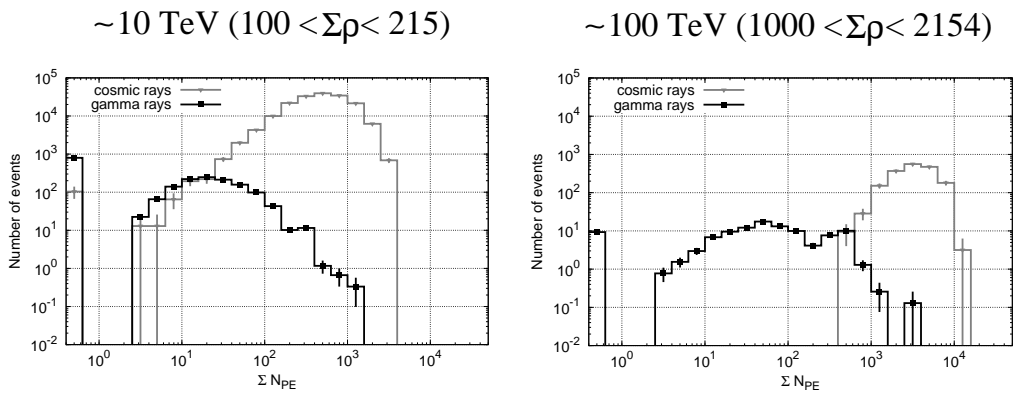 ~10 TeV (100 <Σρ< 215)
10^5
10^4
10^3
10^2
10^1
10^0
10^-1
10^-2
10^0
10^1
10^2
10^3
10^4
Number of events
Σ N_PE
cosmic rays
gamma rays
~100 TeV (1000 <Σρ< 2154)
10^5
10^4
10^3
10^2
10^1
10^0
10^-1
10^-2
10^0
10^1
10^2
10^3
10^4
Number of events
Σ N_PE
cosmic rays
gamma rays